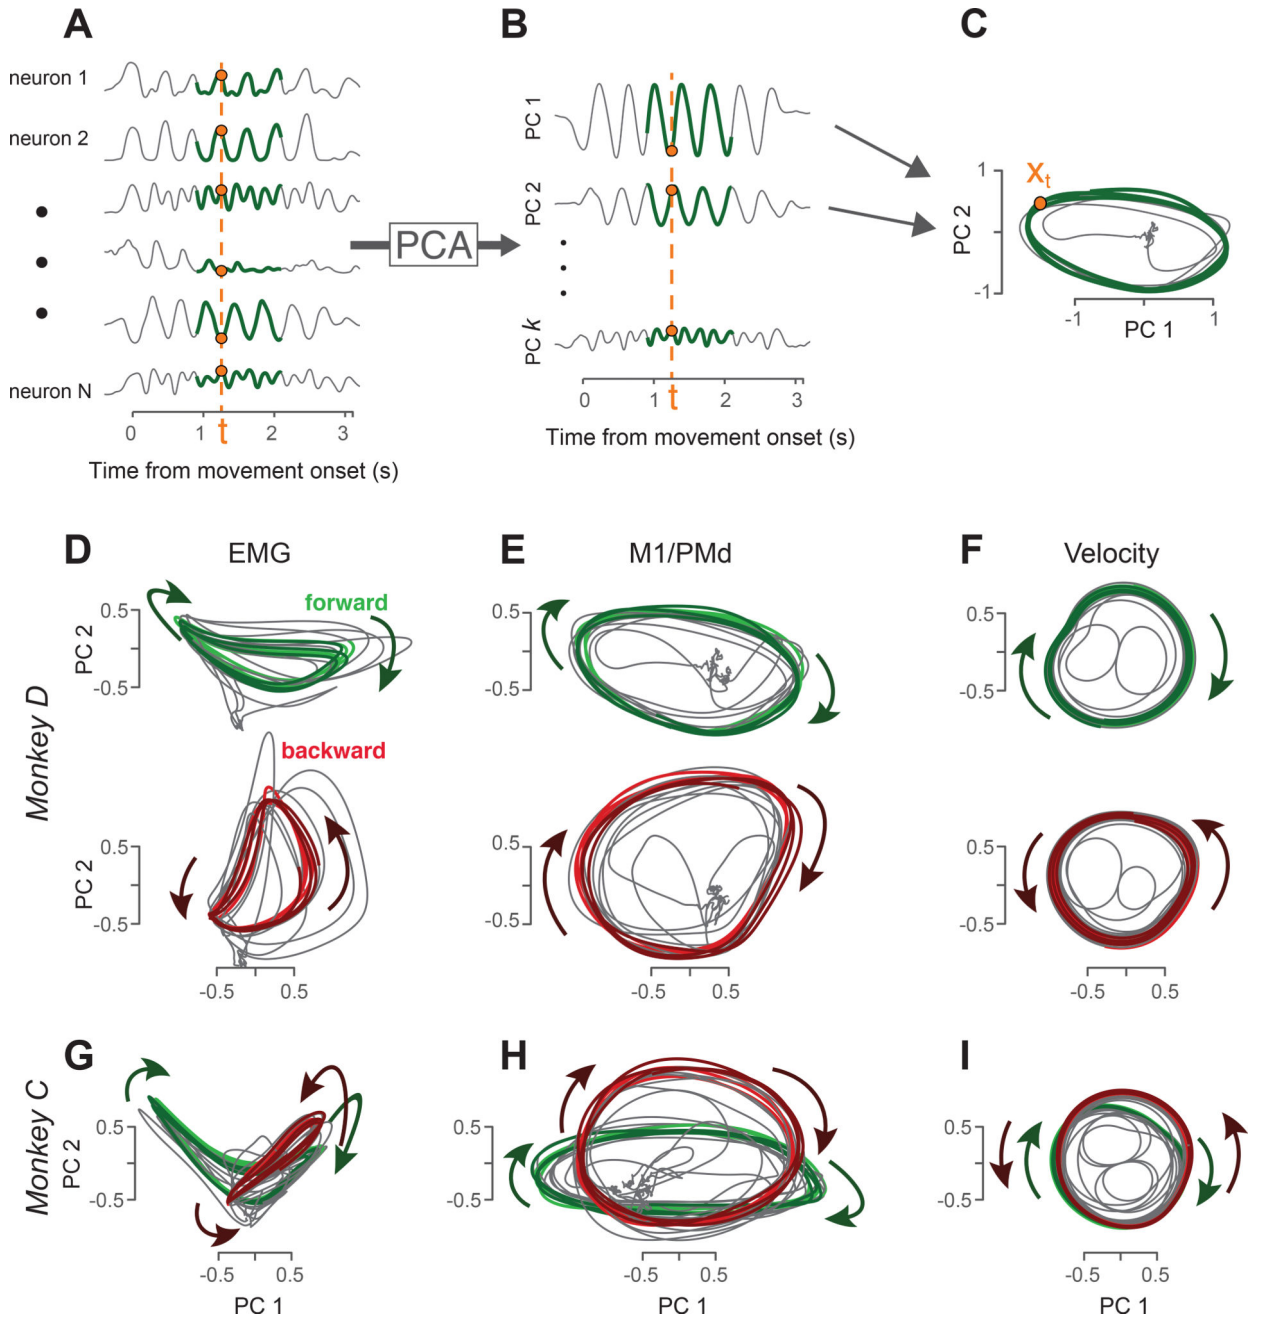 A
B
C
neuron 1
neuron 2
neuron N
0
1
t
2
3
Time from movement onset (s)
PCA
PC 1
PC 2
PC k
0
1
t
2
3
Time from movement onset (s)
Xt
1
-1
PC 2
-1
1
PC 1
D
EMG
E
M1/PMd
F
Velocity
Monkey D
forward
0.5
-0.5
PC 2
0.5
-0.5
0.5
-0.5
backward
0.5
-0.5
PC 2
0.5
-0.5
0.5
-0.5
-0.5
0.5
-0.5
0.5
-0.5
0.5
G
H
I
Monkey C
0.5
-0.5
PC 2
0.5
-0.5
0.5
-0.5
-0.5
0.5
-0.5
0.5
-0.5
0.5
PC 1
PC 1
PC 1